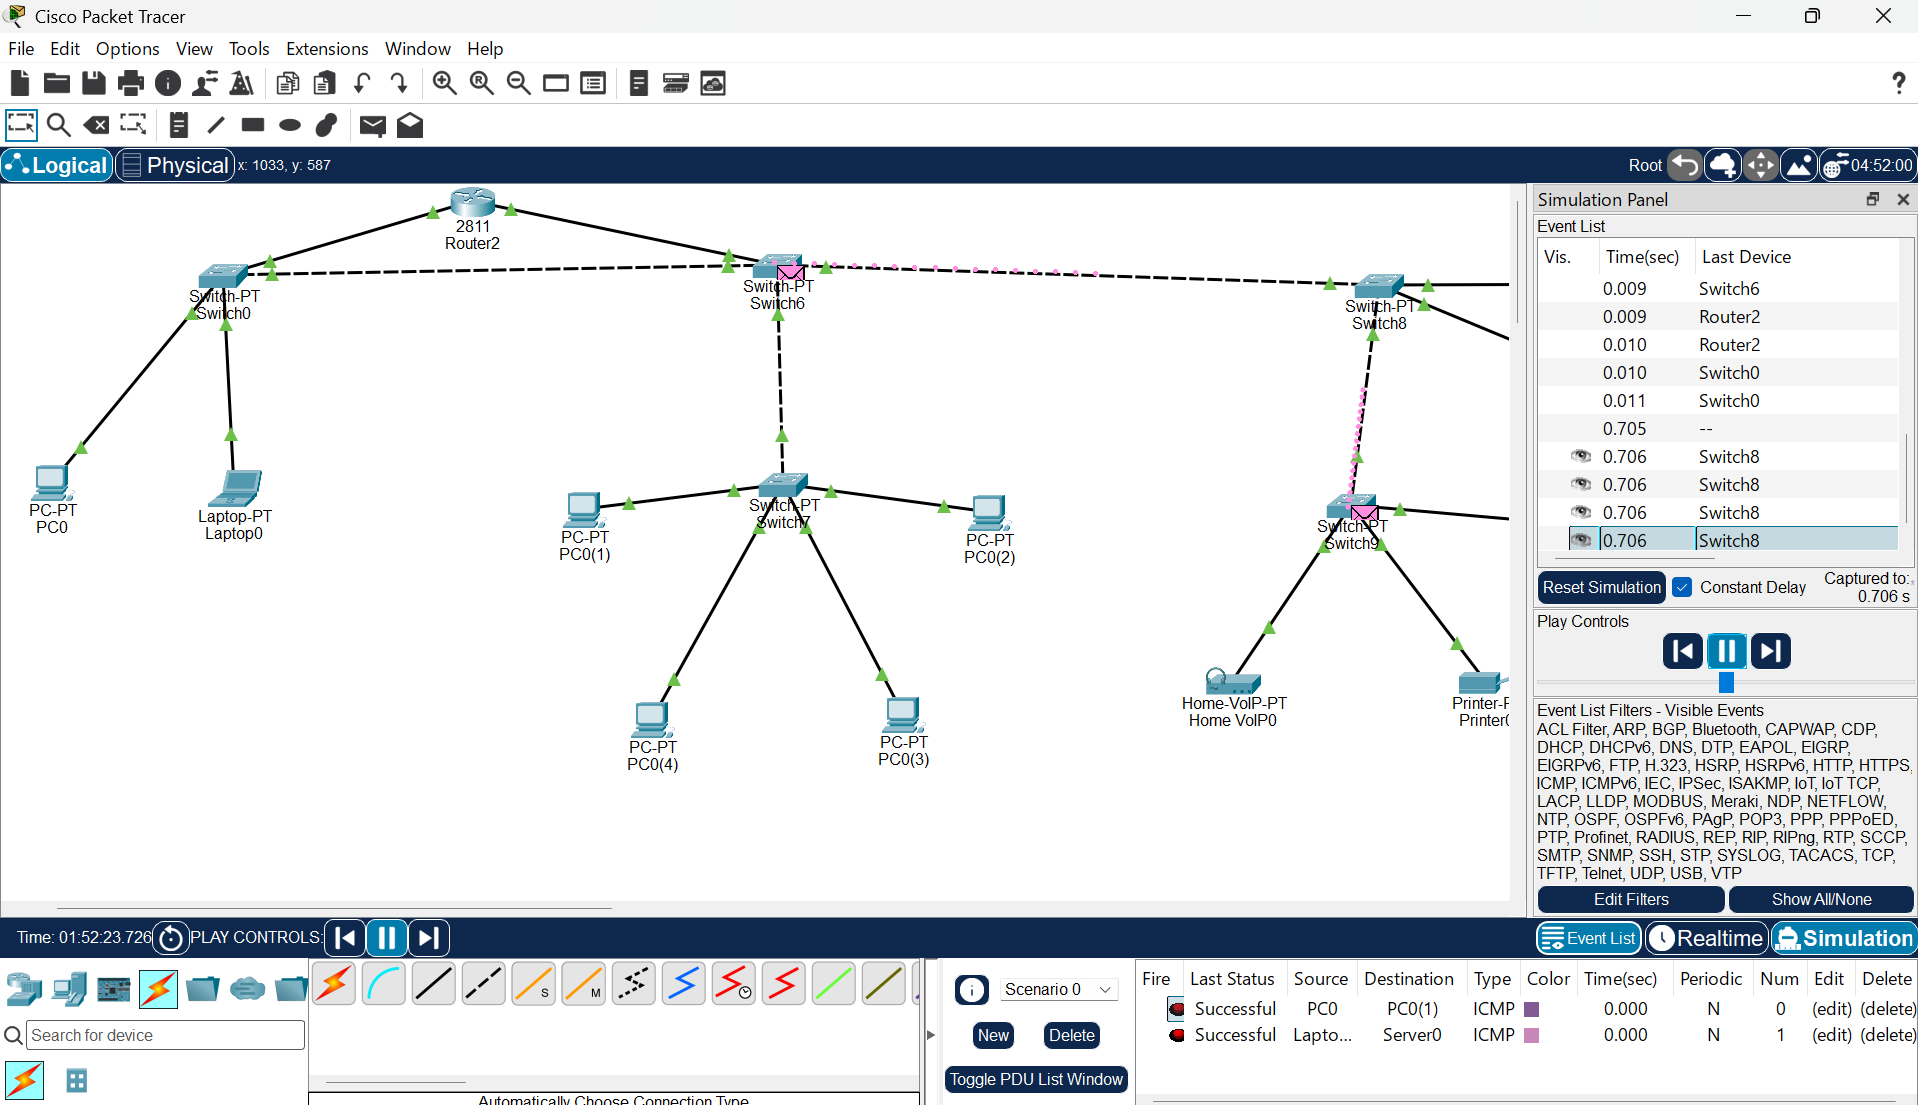 Cisco Packet Tracer
File Edit Options View Tools Extensions Window Help
Logical Physical x: 1033, y: 587 Root 04:52:00
2811
Router2
Switch-PT
Switch0
Switch-PT
Switch6
Switch-PT
Switch8
PC-PT
PC0
Laptop-PT
Laptop0
PC-PT
PC0(1)
Switch-PT
Switch7
PC-PT
PC0(2)
Switch-PT
Switch9
PC-PT
PC0(4)
PC-PT
PC0(3)
Home-VoIP-PT
Home VoIP0
Printer-P
Printer0
Simulation Panel
Event List
Vis. Time(sec) Last Device
0.009 Switch6
0.009 Router2
0.010 Router2
0.010 Switch0
0.011 Switch0
0.705 --
0.706 Switch8
0.706 Switch8
0.706 Switch8
0.706 Switch8
Reset Simulation Constant Delay Captured to:
0.706 s
Play Controls
Event List Filters - Visible Events
ACL Filter, ARP, BGP, Bluetooth, CAPWAP, CDP,
DHCP, DHCPv6, DNS, DTP, EAPOL, EIGRP,
EIGRPv6, FTP, H.323, HSRP, HSRPv6, HTTP, HTTPS,
ICMP, ICMPv6, IEC, IPSec, ISAKMP, IoT, IoT TCP,
LACP, LLDP, MODBUS, Meraki, NDP, NETFLOW,
NTP, OSPF, OSPFv6, PAgP, POP3, PPP, PPPoED,
PTP, Profinet, RADIUS, REP, RIP, RIPng, RTP, SCCP,
SMTP, SNMP, SSH, STP, SYSLOG, TACACS, TCP,
TFTP, Telnet, UDP, USB, VTP
Edit Filters Show All/None
Time: 01:52:23.726 PLAY CONTROLS: Event List Realtime Simulation
S M
Search for device
Automatically Choose Connection Type
Scenario 0
New Delete
Toggle PDU List Window
Fire Last Status Source Destination Type Color Time(sec) Periodic Num Edit Delete
Successful PC0 PC0(1) ICMP 0.000 N 0 (edit) (delete)
Successful Lapto... Server0 ICMP 0.000 N 1 (edit) (delete)